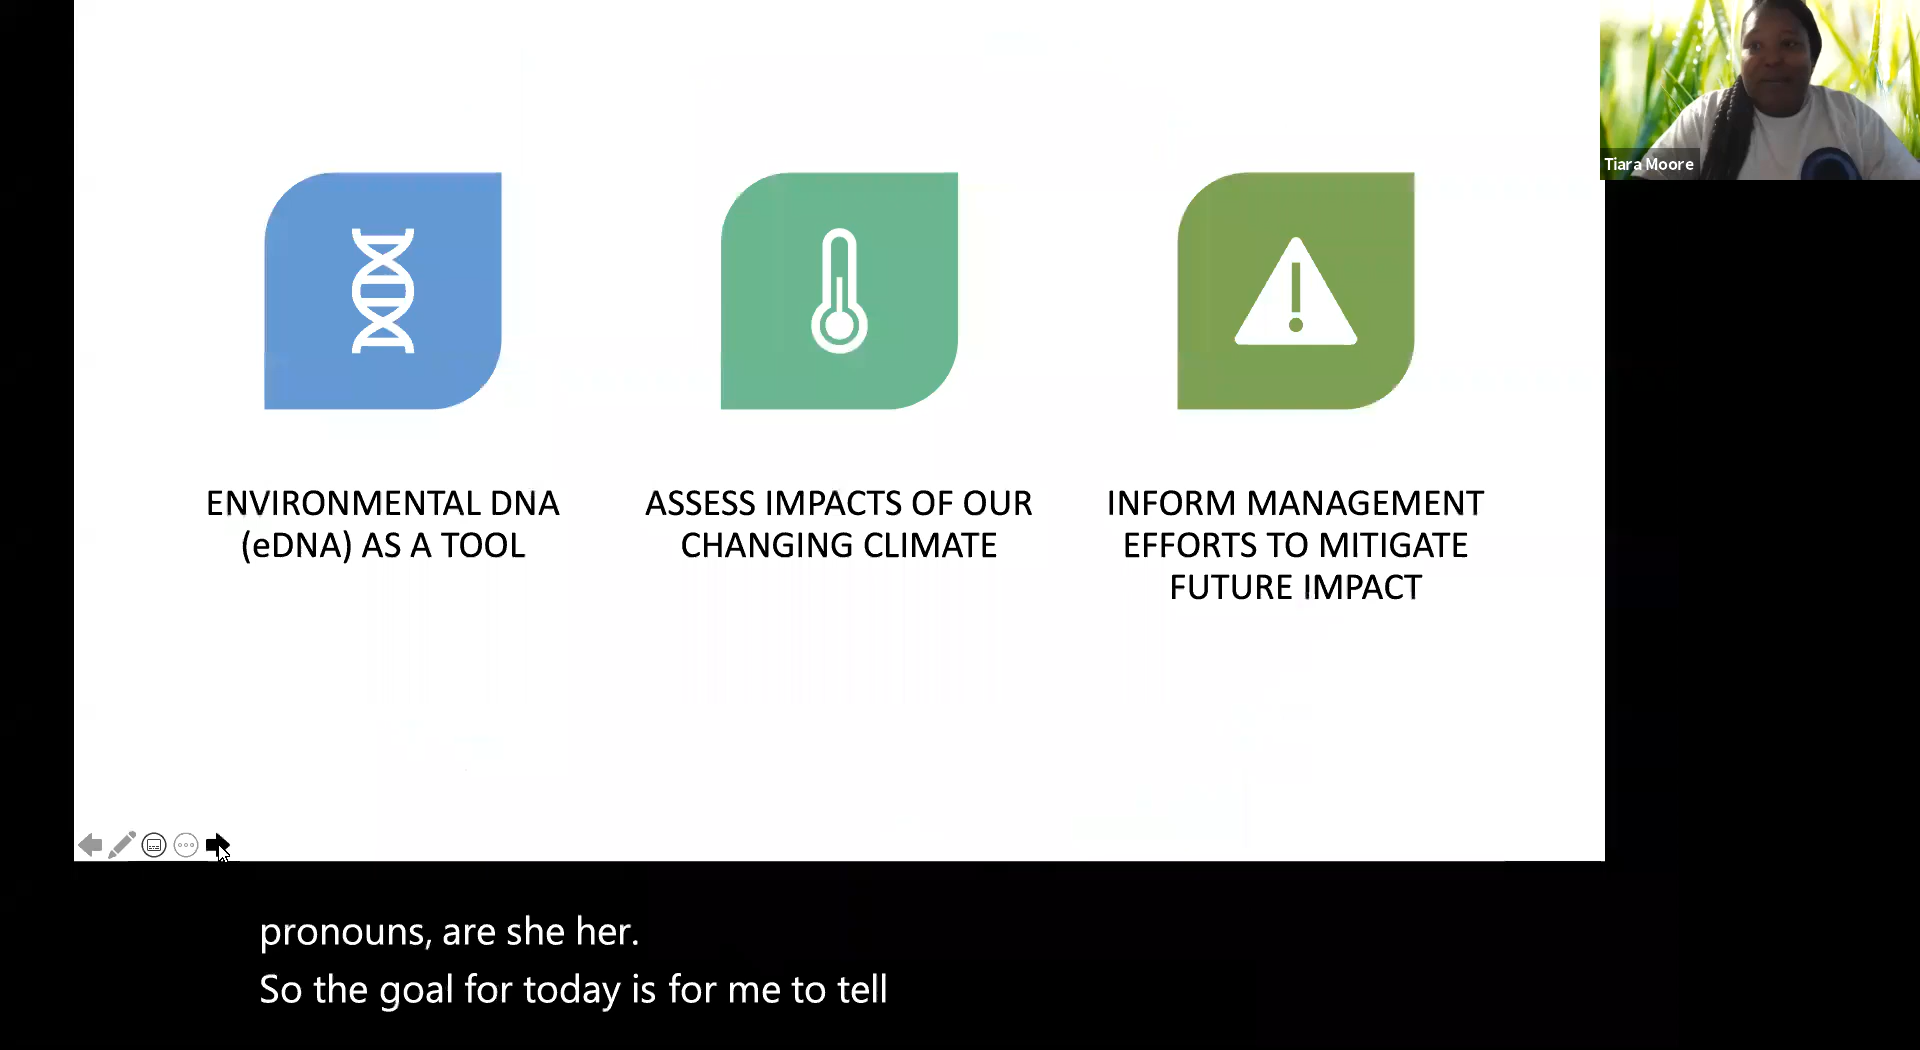 Tiara Moore
ENVIRONMENTAL DNA
(eDNA) AS A TOOL
ASSESS IMPACTS OF OUR
CHANGING CLIMATE
INFORM MANAGEMENT
EFFORTS TO MITIGATE
FUTURE IMPACT
pronouns, are she her.
So the goal for today is for me to tell